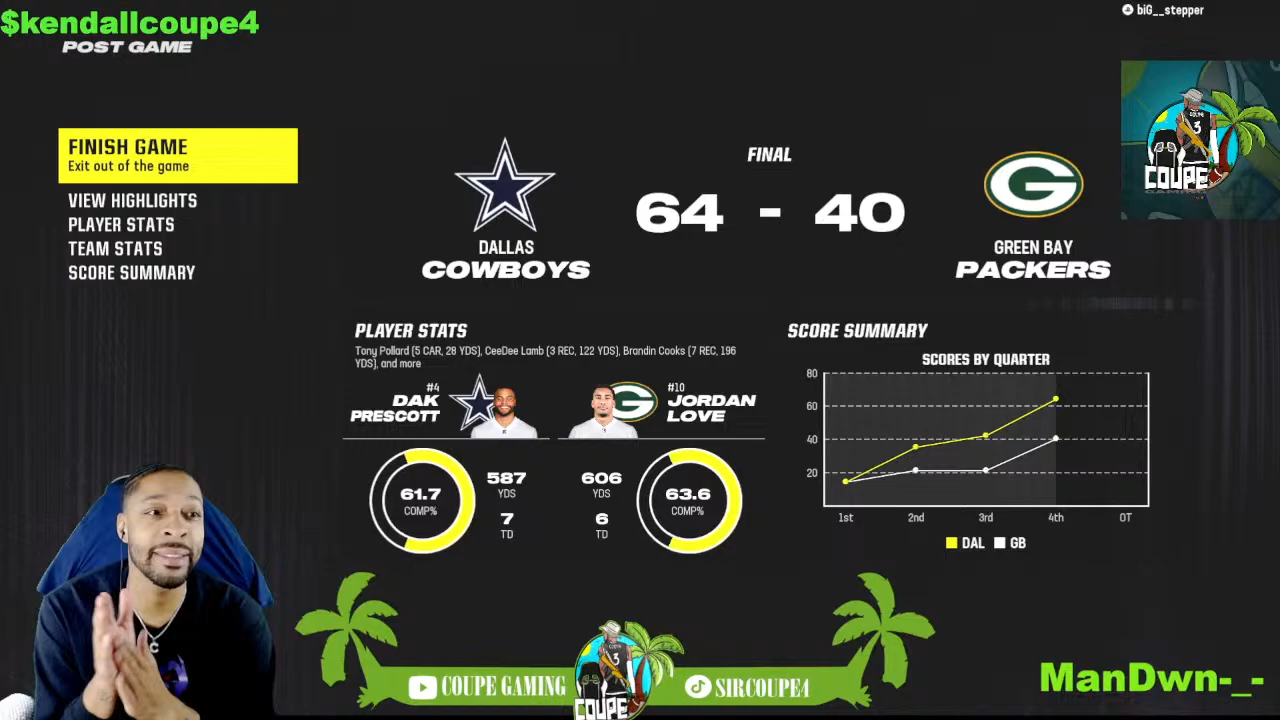 $kendallcoupe4
POST GAME
biG__stepper
FINISH GAME
Exit out of the game
VIEW HIGHLIGHTS
PLAYER STATS
TEAM STATS
SCORE SUMMARY
FINAL
64 - 40
DALLAS
COWBOYS
G
GREEN BAY
PACKERS
3
COUPE
GAMING
PLAYER STATS
Tony Pollard (5 CAR, 28 YDS), CeeDee Lamb (3 REC, 122 YDS), Brandin Cooks (7 REC, 196
YDS), and more
#4
DAK
PRESCOTT
#10
JORDAN
LOVE
61.7
COMP%
587
YDS
7
TD
606
YDS
6
TD
63.6
COMP%
SCORE SUMMARY
SCORES BY QUARTER
80
60
40
20
1st 2nd 3rd 4th OT
DAL GB
COUPE GAMING
3
COUPE
SIRCOUPE4
ManDwn-_-